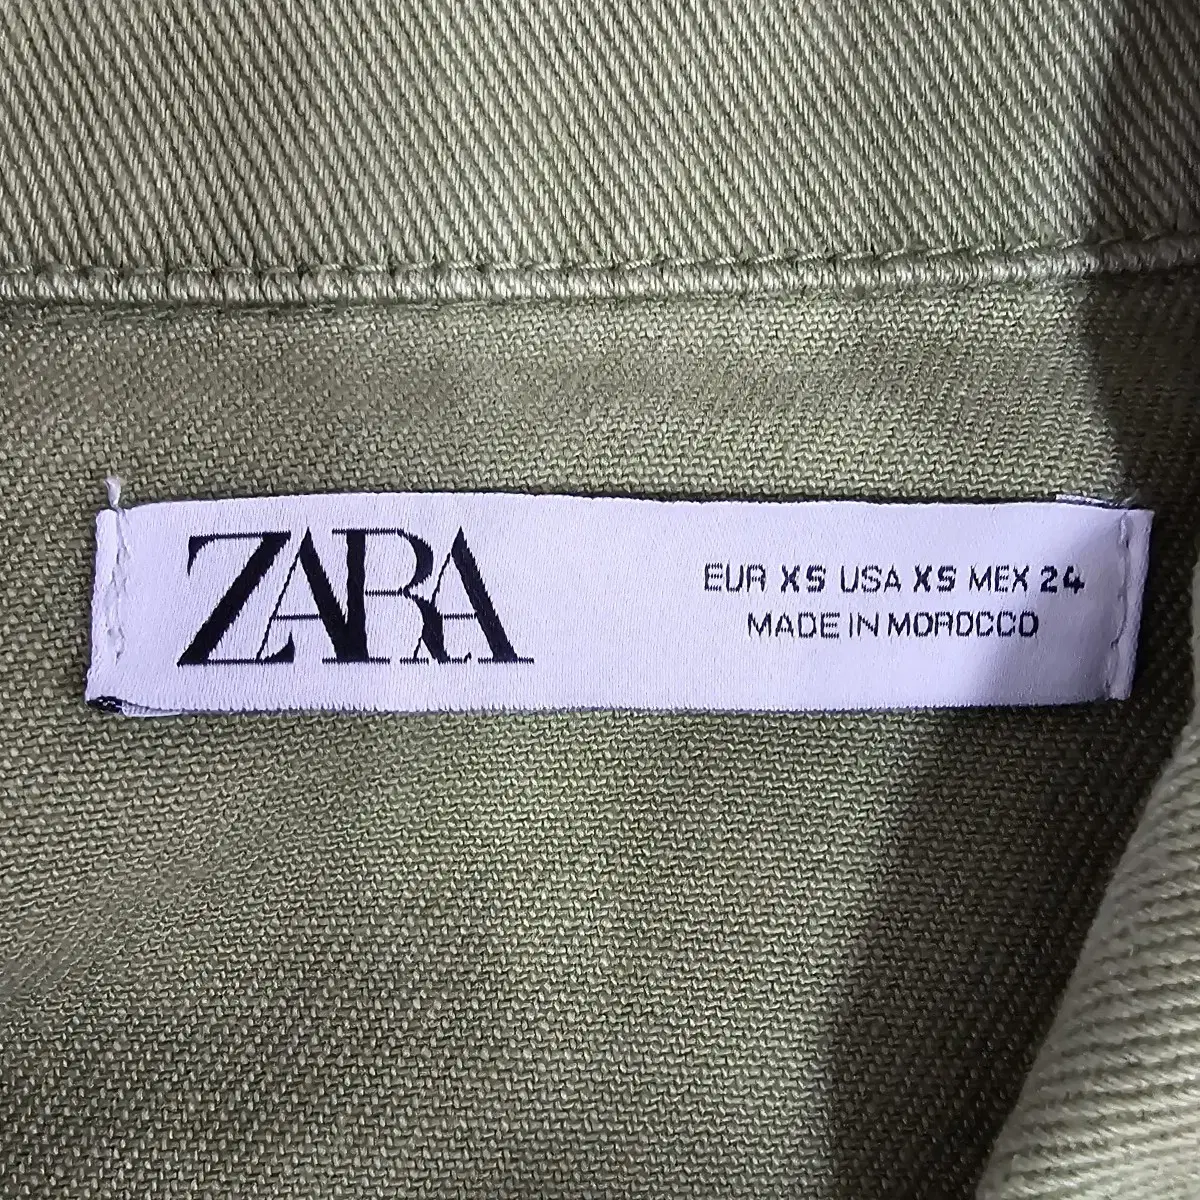 ZARA
EUR XS USA XS MEX 24
MADE IN MOROCCO